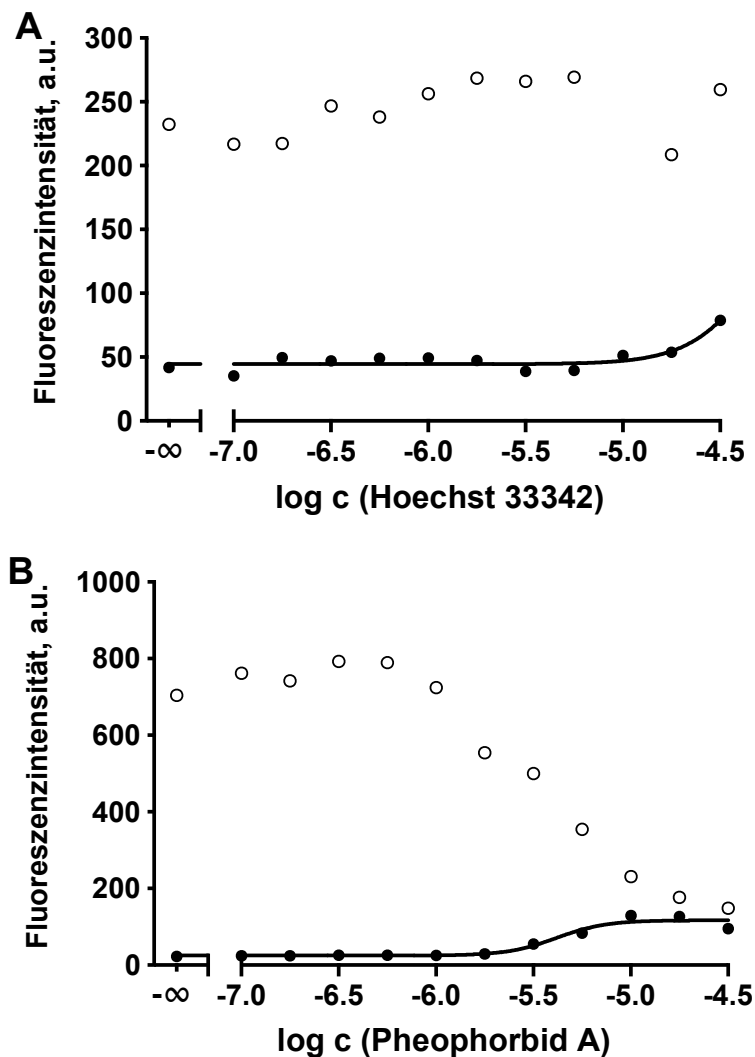 A
Fluoreszenzintensität, a.u.
300
250
200
150
100
50
0
-∞ -7.0 -6.5 -6.0 -5.5 -5.0 -4.5
log c (Hoechst 33342)
B
Fluoreszenzintensität, a.u.
1000
800
600
400
200
0
-∞ -7.0 -6.5 -6.0 -5.5 -5.0 -4.5
log c (Pheophorbid A)